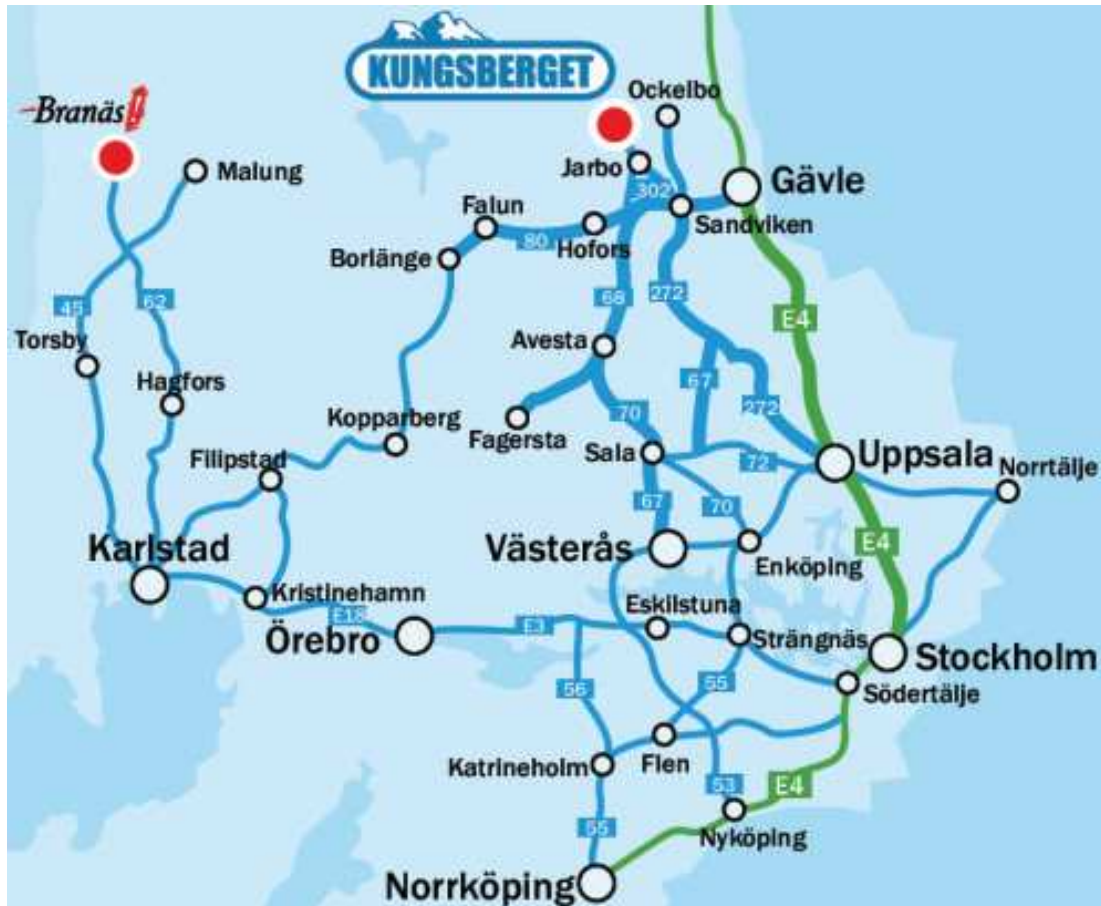 KUNGSBERGET
Branäs
Ockelbo
Malung
Jarbo
Gävle
302
Falun
Sandviken
Hofors
80
Borlänge
45
62
68
272
E4
Torsby
Avesta
67
Hagfors
272
Kopparberg
70
Fagersta
Sala
72
Uppsala
Filipstad
Norrtälje
67
70
Karlstad
Västerås
E4
Enköping
Kristinehamn
Eskilstuna
E18
E3
Örebro
Strängnäs
Stockholm
56
55
Södertälje
Katrineholm
Flen
53
E4
55
Nyköping
Norrköping